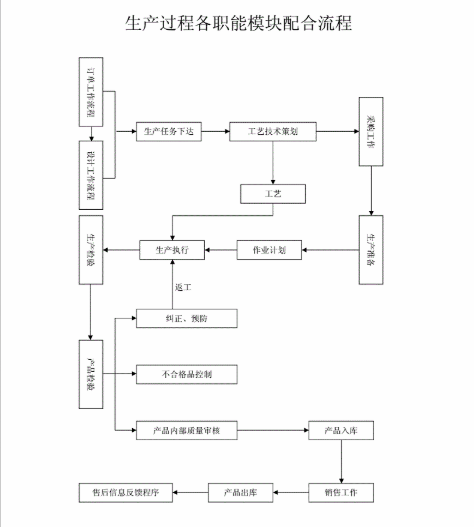 生产过程各职能模块配合流程
订单工作流程
生产任务下达
工艺技术策划
采购工作
设计工作流程
工艺
生产检验
生产执行
作业计划
生产准备
返工
纠正、预防
产品检验
不合格品控制
产品内部质量审核
产品入库
售后信息反馈程序
产品出库
销售工作